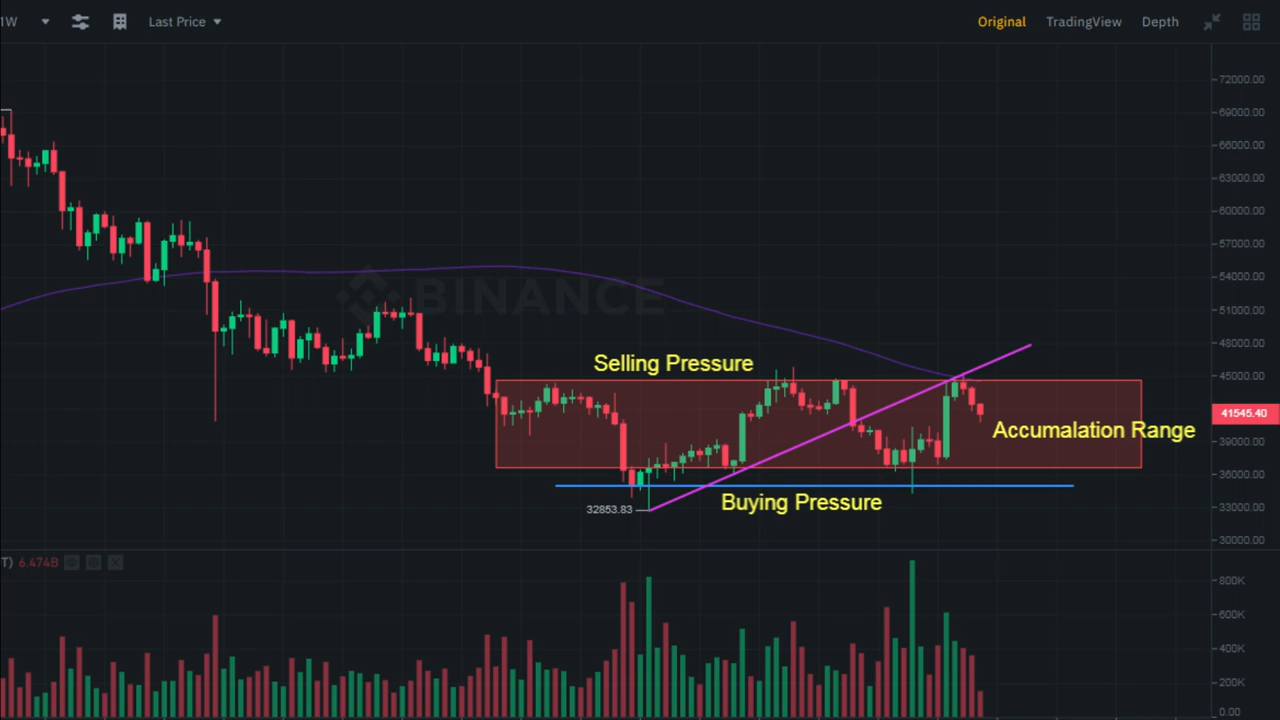 1W
Last Price
Original
TradingView
Depth
72000.00
69000.00
66000.00
63000.00
60000.00
57000.00
54000.00
BINANCE
51000.00
48000.00
Selling Pressure
45000.00
41545.40
Accumalation Range
39000.00
36000.00
Buying Pressure
32853.83
33000.00
30000.00
T) 6.474B
800K
600K
400K
200K
0.00